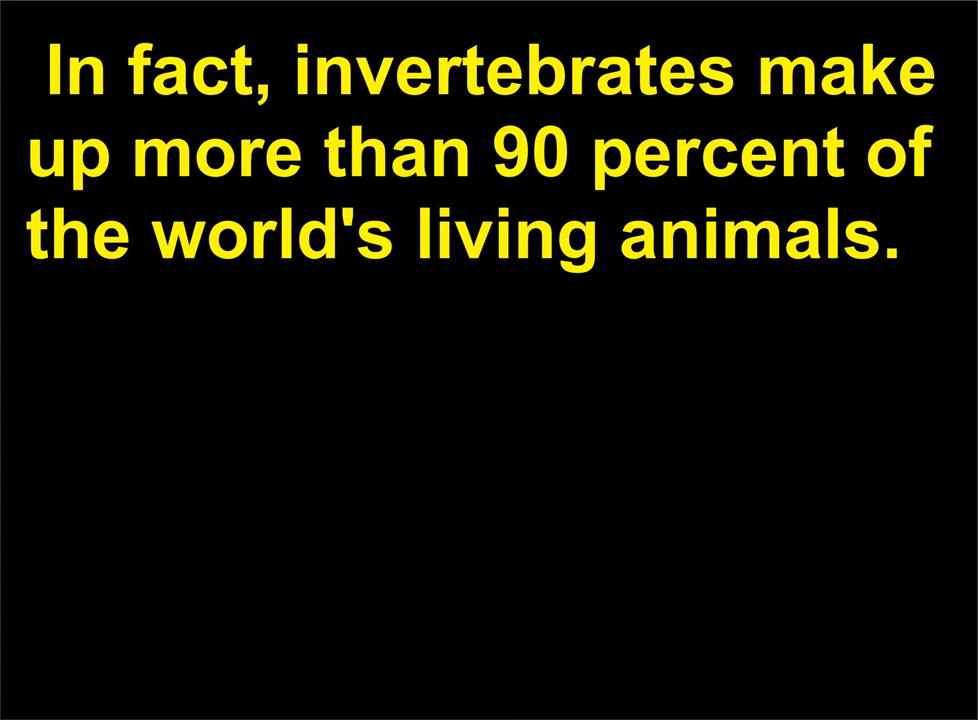 In fact, invertebrates make
up more than 90 percent of
the world's living animals.